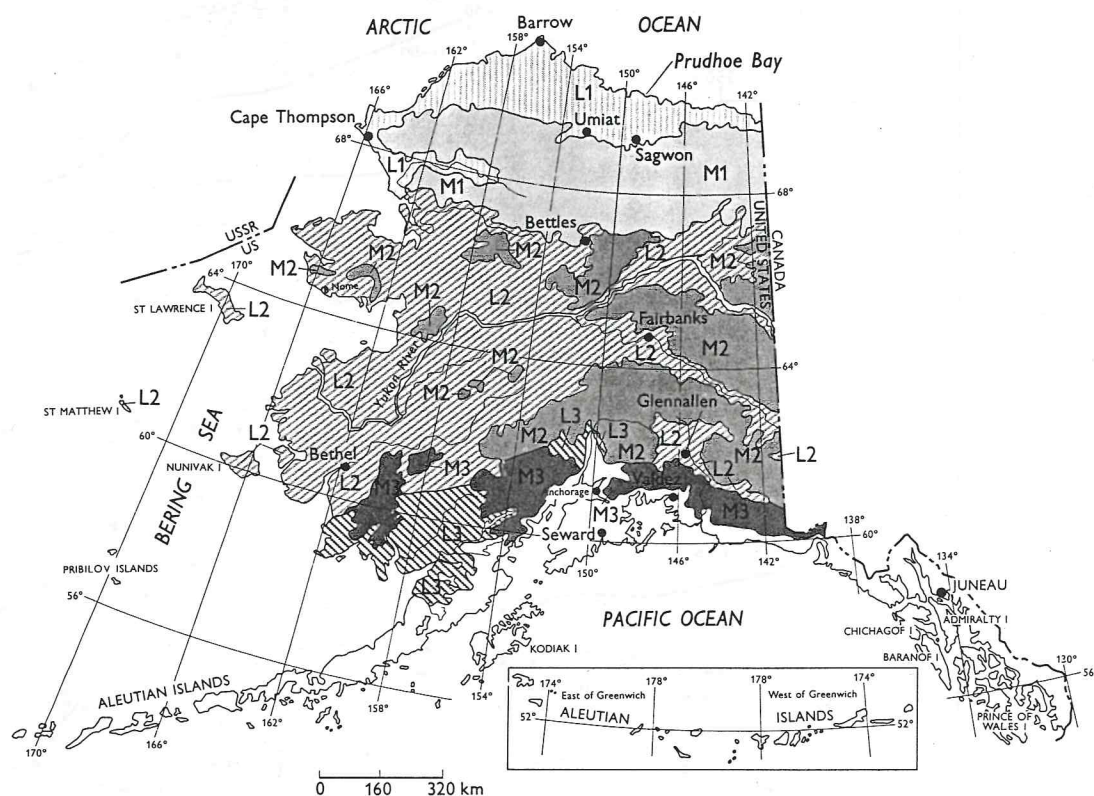 Barrow
ARCTIC
OCEAN
158°
154°
162°
150°
Prudhoe Bay
146°
142°
166°
L1
Umiat
Cape Thompson
68°
Sagwon
L1
M1
M1
68°
Bettles
USSR
US
UNITED STATES
CANADA
170°
64°
M2
M2
M2
L2
M2
Nome
M2
L2
M2
ST LAWRENCE I
L2
Fairbanks
L2
M2
Yukon River
M2
64°
L2
M2
ST MATTHEW I
L2
Glennallen
60°
L2
L3
L3
M2
M2
L2
M2
L2
L2
BERING SEA
Bethel
NUNIVAK I
L2
M3
M3
M3
Anchorage
Valdez
M3
M3
L3
Seward
138°
60°
150°
146°
142°
134°
PRIBILOV ISLANDS
L3
JUNEAU
56°
PACIFIC OCEAN
ADMIRALTY I
CHICHAGOF I
KODIAK I
BARANOF I
130°
56°
ALEUTIAN ISLANDS
154°
158°
162°
166°
170°
174°
178°
178°
174°
East of Greenwich
West of Greenwich
52°
ALEUTIAN
ISLANDS
52°
PRINCE OF
WALES I
0 160 320 km